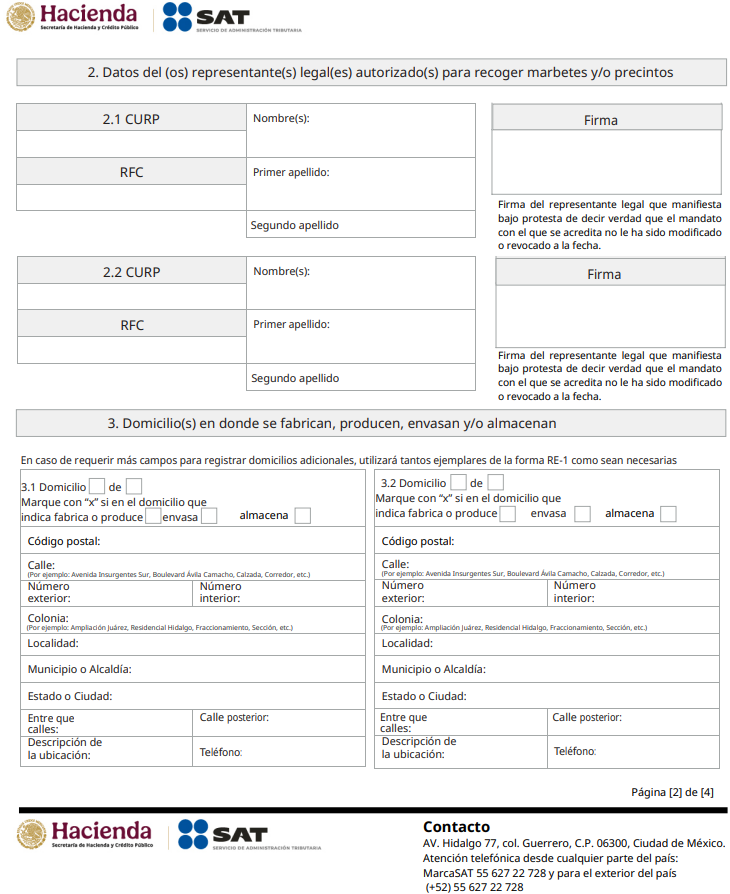 Hacienda
Secretaría de Hacienda y Crédito Público
SAT
SERVICIO DE ADMINISTRACIÓN TRIBUTARIA
2. Datos del (os) representante(s) legal(es) autorizado(s) para recoger marbetes y/o precintos
2.1 CURP
Nombre(s):
RFC
Primer apellido:
Segundo apellido
Firma
Firma del representante legal que manifiesta
bajo protesta de decir verdad que el mandato
con el que se acredita no le ha sido modificado
o revocado a la fecha.
2.2 CURP
Nombre(s):
RFC
Primer apellido:
Segundo apellido
Firma
Firma del representante legal que manifiesta
bajo protesta de decir verdad que el mandato
con el que se acredita no le ha sido modificado
o revocado a la fecha.
3. Domicilio(s) en donde se fabrican, producen, envasan y/o almacenan
En caso de requerir más campos para registrar domicilios adicionales, utilizará tantos ejemplares de la forma RE-1 como sean necesarias
3.1 Domicilio de
Marque con “x” si en el domicilio que
indica fabrica o produce envasa almacena
Código postal:
Calle:
(Por ejemplo: Avenida Insurgentes Sur, Boulevard Ávila Camacho, Calzada, Corredor, etc.)
Número
exterior:
Número
interior:
Colonia:
(Por ejemplo: Ampliación Juárez, Residencial Hidalgo, Fraccionamiento, Sección, etc.)
Localidad:
Municipio o Alcaldía:
Estado o Ciudad:
Entre que
calles:
Calle posterior:
Descripción de
la ubicación:
Teléfono:
3.2 Domicilio de
Marque con “x” si en el domicilio que
indica fabrica o produce envasa almacena
Código postal:
Calle:
(Por ejemplo: Avenida Insurgentes Sur, Boulevard Ávila Camacho, Calzada, Corredor, etc.)
Número
exterior:
Número
interior:
Colonia:
(Por ejemplo: Ampliación Juárez, Residencial Hidalgo, Fraccionamiento, Sección, etc.)
Localidad:
Municipio o Alcaldía:
Estado o Ciudad:
Entre que
calles:
Calle posterior:
Descripción de
la ubicación:
Teléfono:
Página [2] de [4]
Hacienda
Secretaría de Hacienda y Crédito Público
SAT
SERVICIO DE ADMINISTRACIÓN TRIBUTARIA
Contacto
AV. Hidalgo 77, col. Guerrero, C.P. 06300, Ciudad de México.
Atención telefónica desde cualquier parte del país:
MarcaSAT 55 627 22 728 y para el exterior del país
(+52) 55 627 22 728